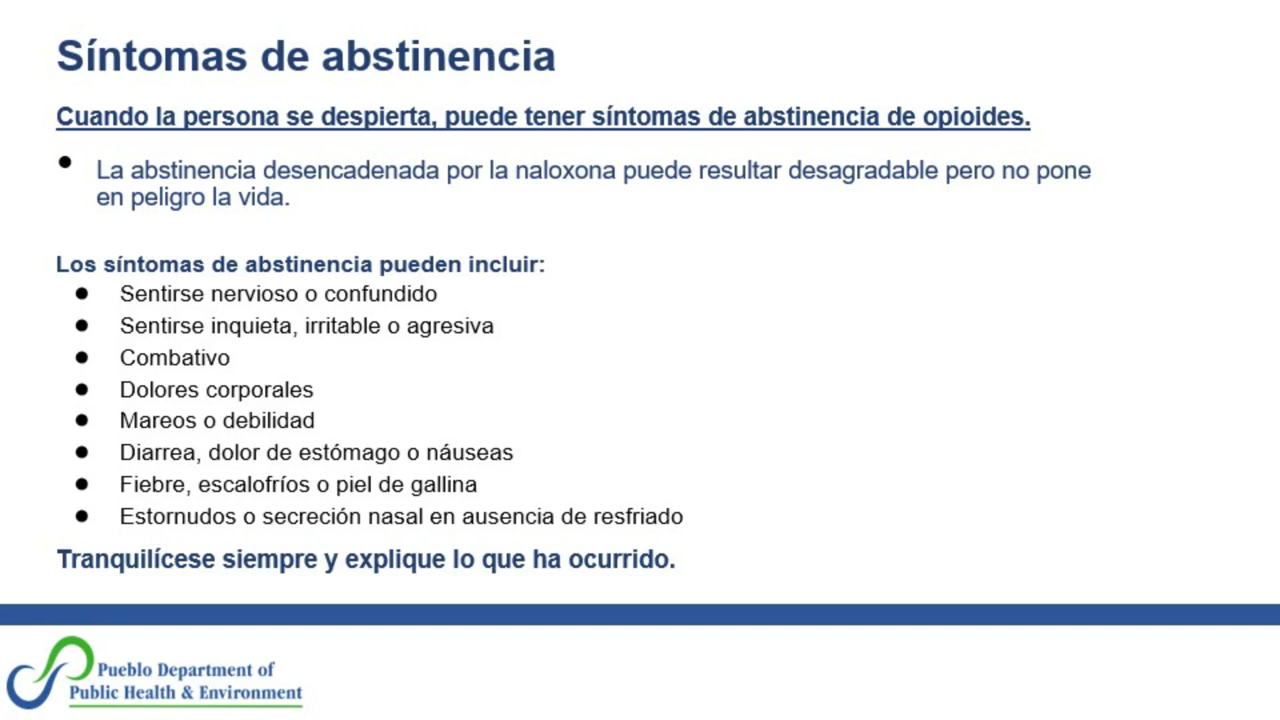 Síntomas de abstinencia
Cuando la persona se despierta, puede tener síntomas de abstinencia de opioides.
● La abstinencia desencadenada por la naloxona puede resultar desagradable pero no pone
en peligro la vida.
Los síntomas de abstinencia pueden incluir:
● Sentirse nervioso o confundido
● Sentirse inquieta, irritable o agresiva
● Combativo
● Dolores corporales
● Mareos o debilidad
● Diarrea, dolor de estómago o náuseas
● Fiebre, escalofríos o piel de gallina
● Estornudos o secreción nasal en ausencia de resfriado
Tranquilícese siempre y explique lo que ha ocurrido.
Pueblo Department of
Public Health & Environment